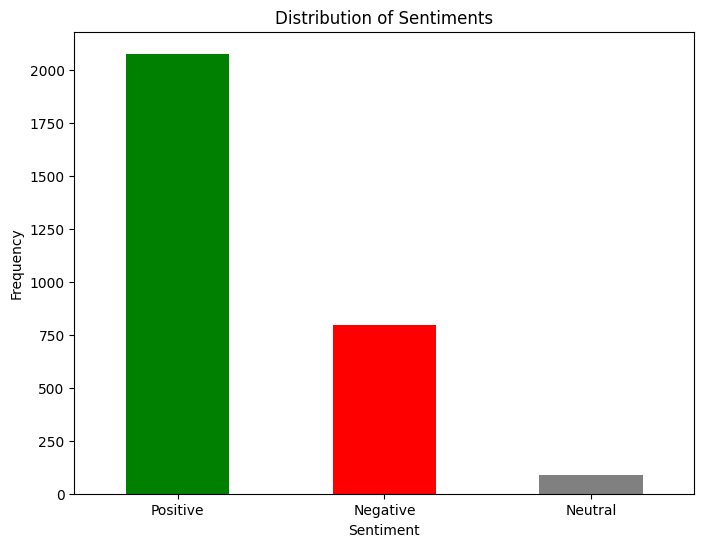 Distribution of Sentiments
Frequency
2000
1750
1500
1250
1000
750
500
250
0
Positive
Negative
Neutral
Sentiment